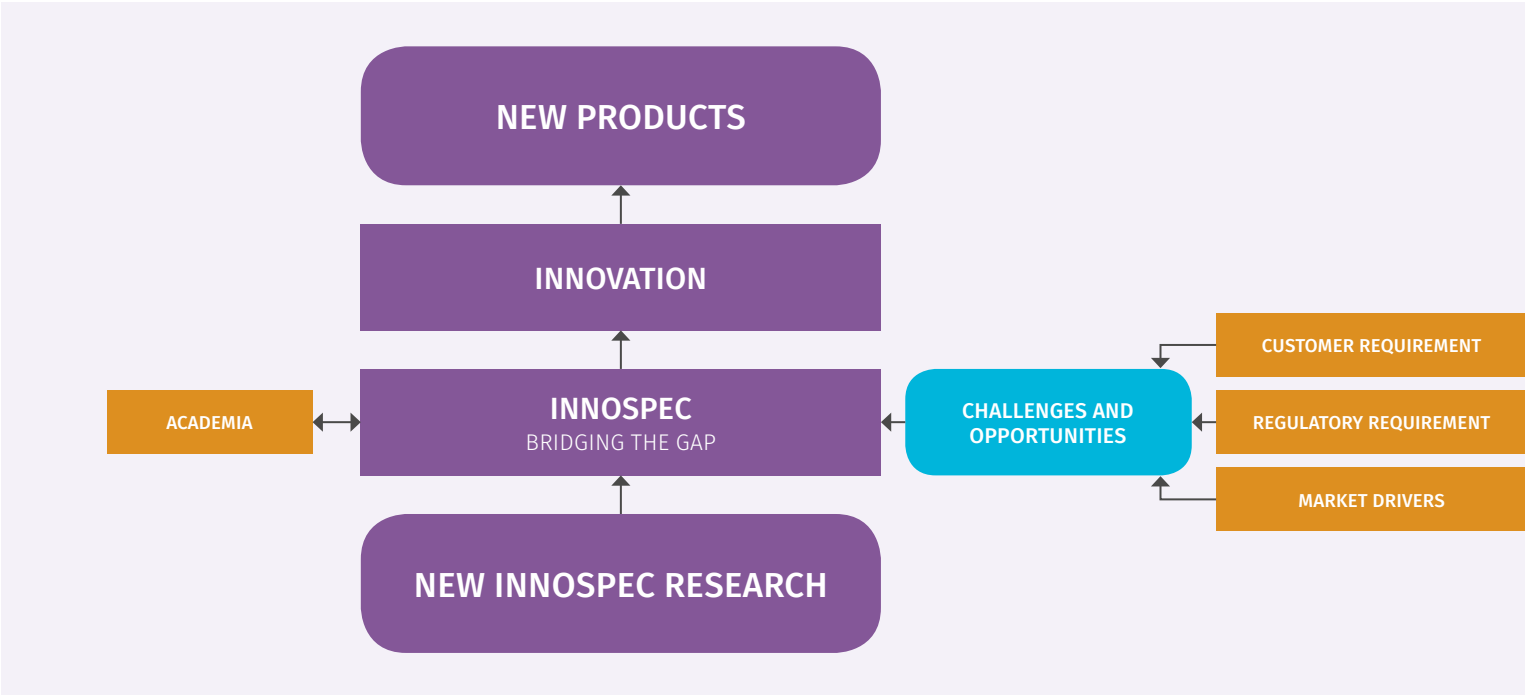 NEW PRODUCTS
INNOVATION
INNOSPEC
BRIDGING THE GAP
NEW INNOSPEC RESEARCH
ACADEMIA
CHALLENGES AND
OPPORTUNITIES
CUSTOMER REQUIREMENT
REGULATORY REQUIREMENT
MARKET DRIVERS